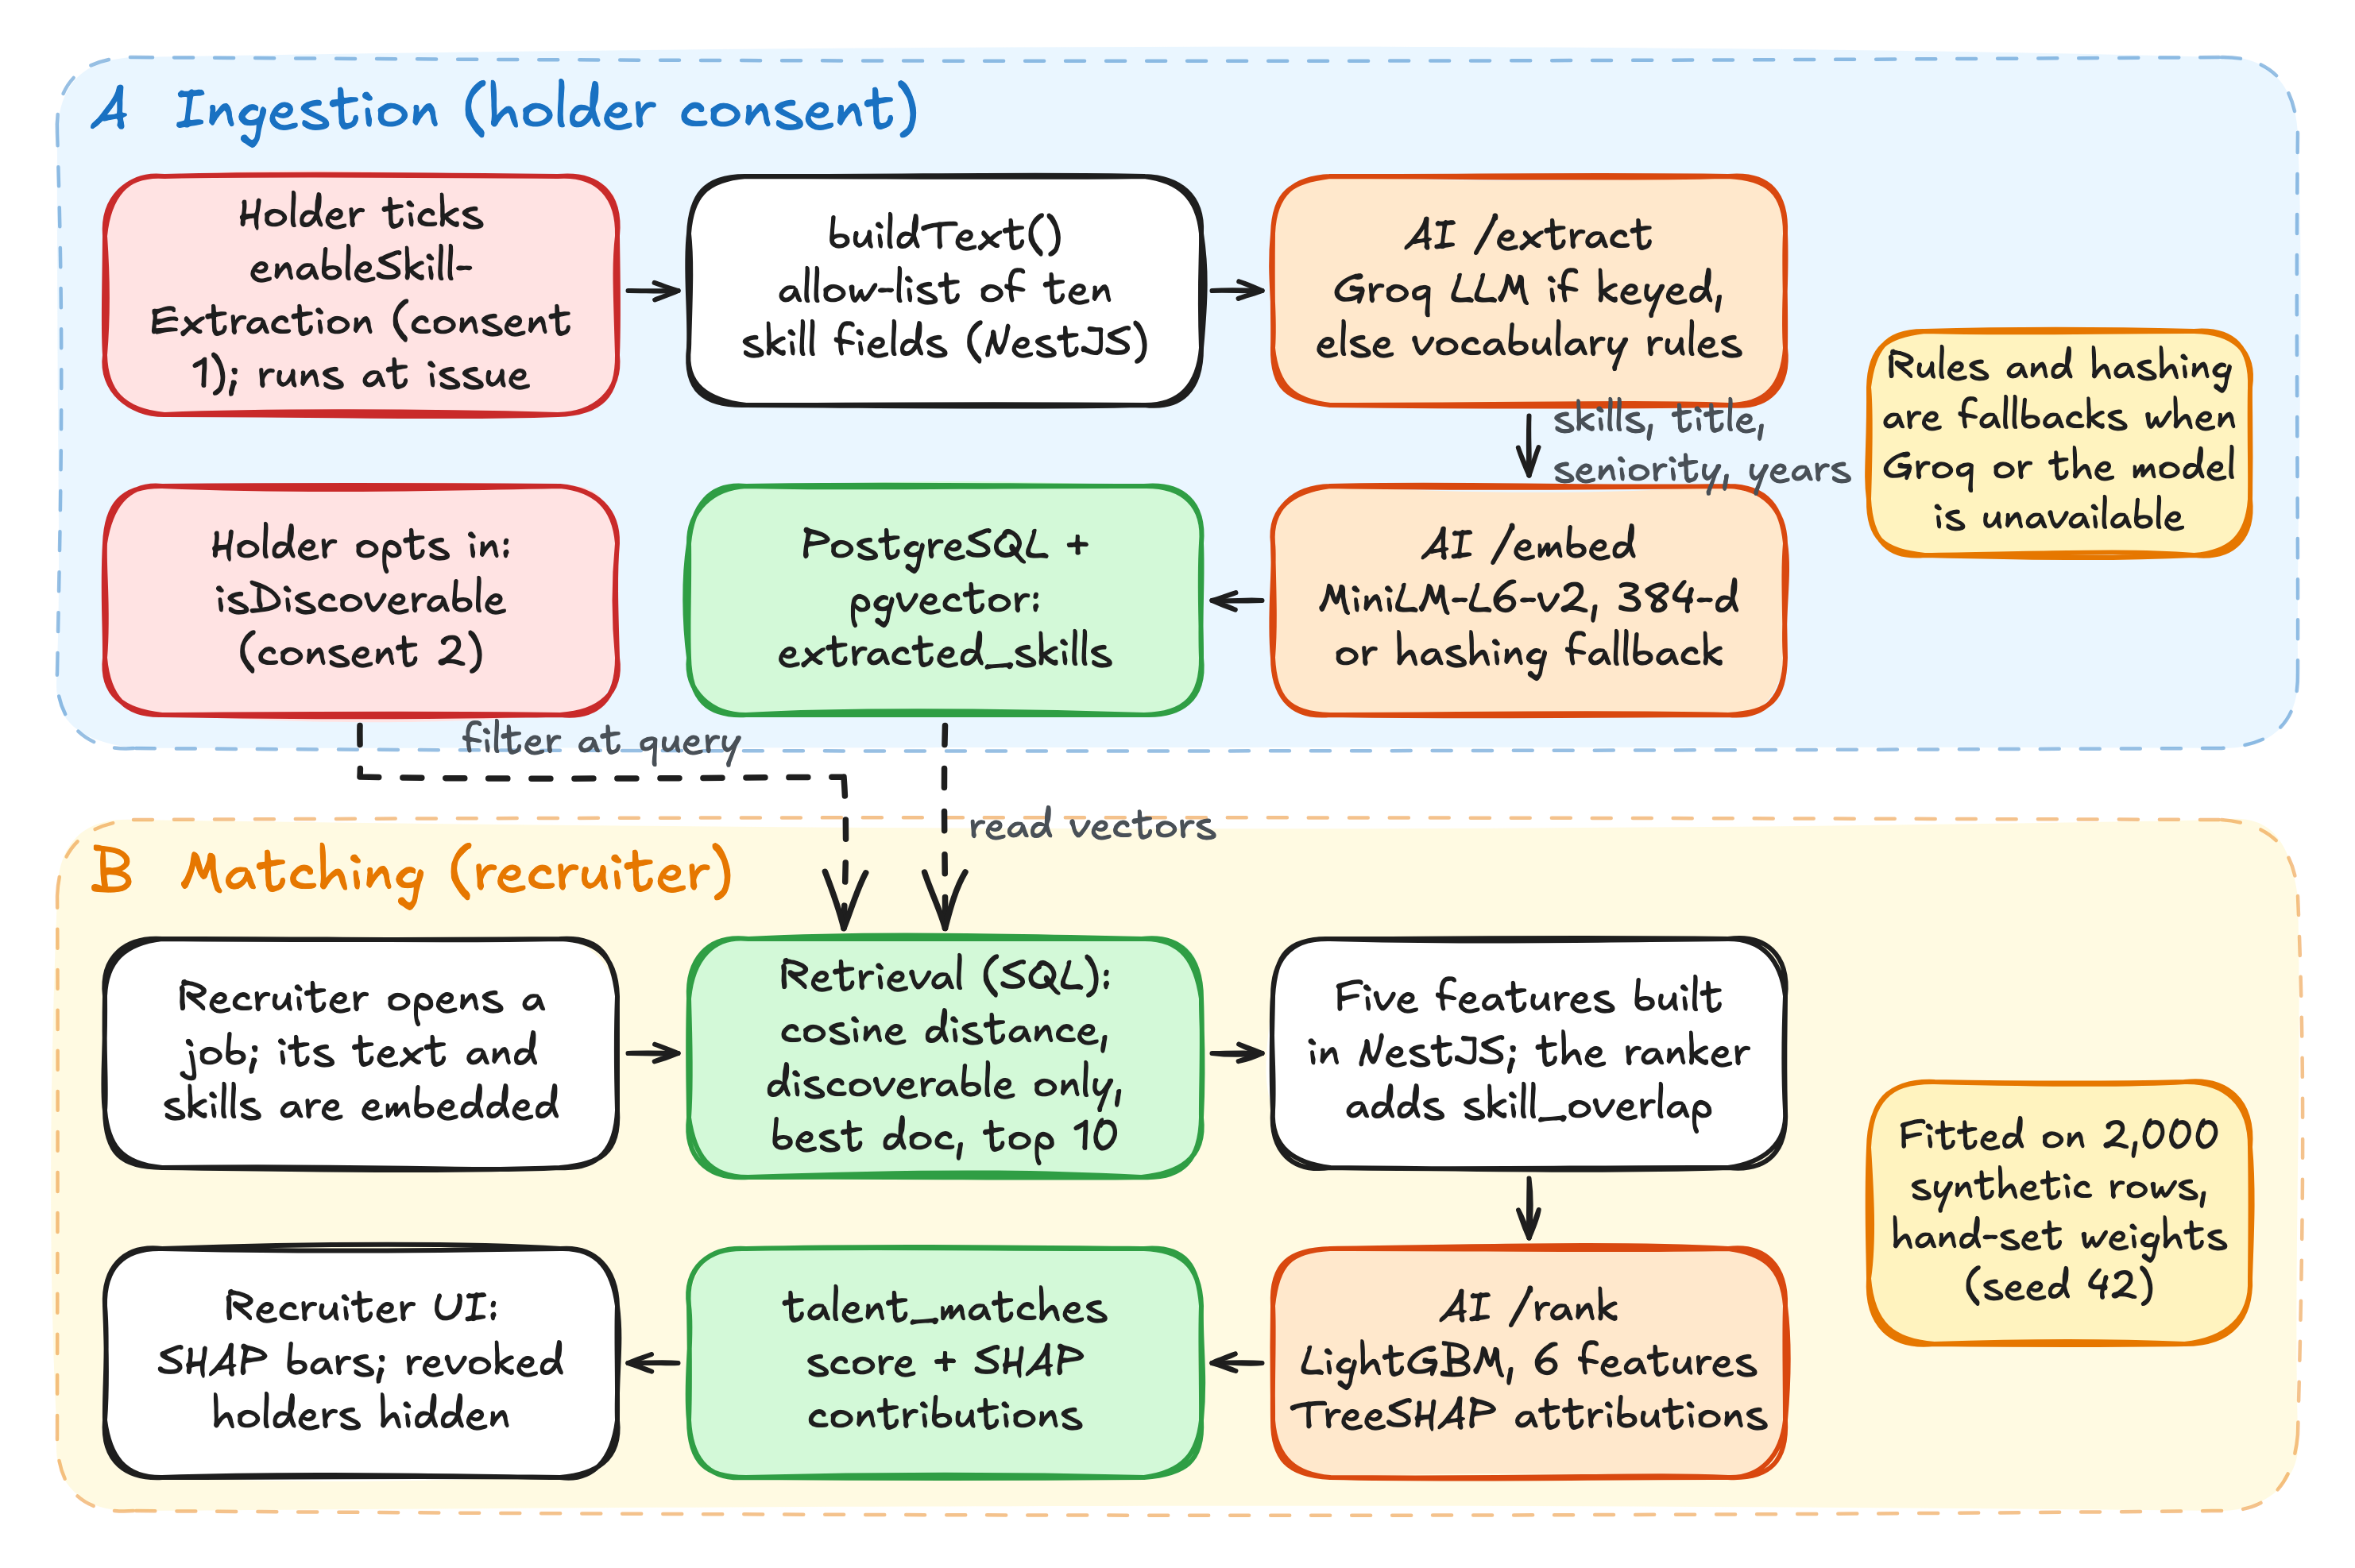 A Ingestion (holder consent)
Holder ticks
enableSkill-
Extraction (consent
1); runs at issue
buildText()
allow-list of ten
skill fields (NestJS)
AI /extract
Groq LLM if keyed,
else vocabulary rules
skills, title,
seniority, years
Rules and hashing
are fallbacks when
Groq or the model
is unavailable
Holder opts in:
isDiscoverable
(consent 2)
PostgreSQL +
pgvector:
extracted_skills
AI /embed
MiniLM-L6-v2, 384-d
or hashing fallback
filter at query
read vectors
B Matching (recruiter)
Recruiter opens a
job; its text and
skills are embedded
Retrieval (SQL):
cosine distance,
discoverable only,
best doc, top 10
Five features built
in NestJS; the ranker
adds skill_overlap
Fitted on 2,000
synthetic rows,
hand-set weights
(seed 42)
Recruiter UI:
SHAP bars; revoked
holders hidden
talent_matches
score + SHAP
contributions
AI /rank
LightGBM, 6 features
TreeSHAP attributions